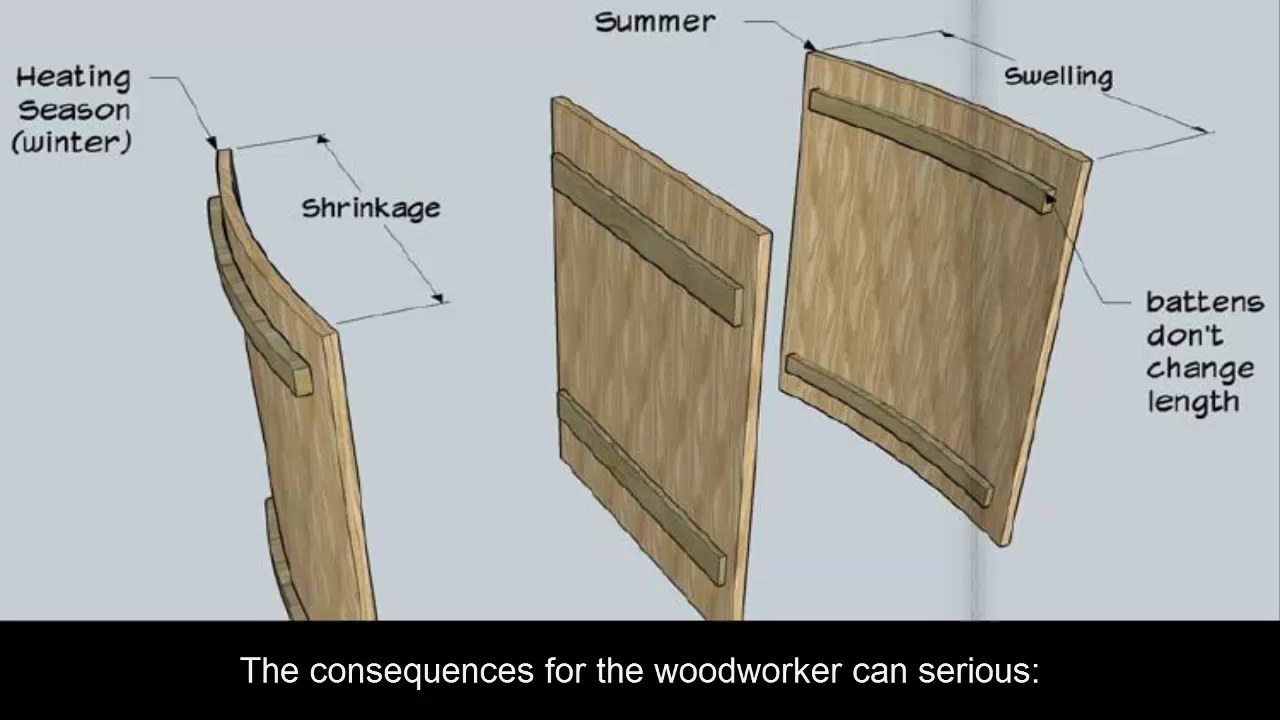 Summer
Heating
Season
(winter)
Swelling
Shrinkage
battens
don't
change
length
The consequences for the woodworker can serious: